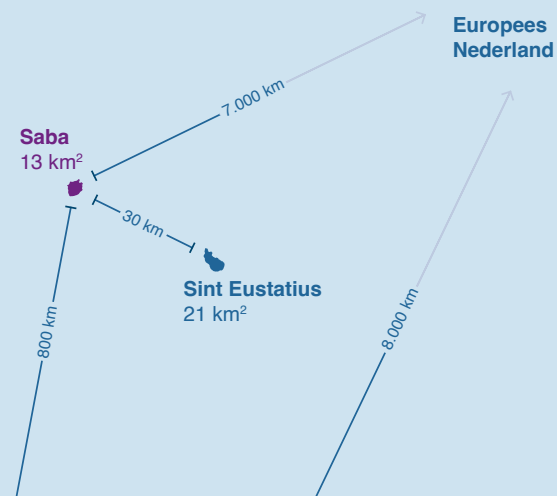 Europees
Nederland
7.000 km
Saba
13 km²
30 km
Sint Eustatius
21 km²
800 km
8.000 km